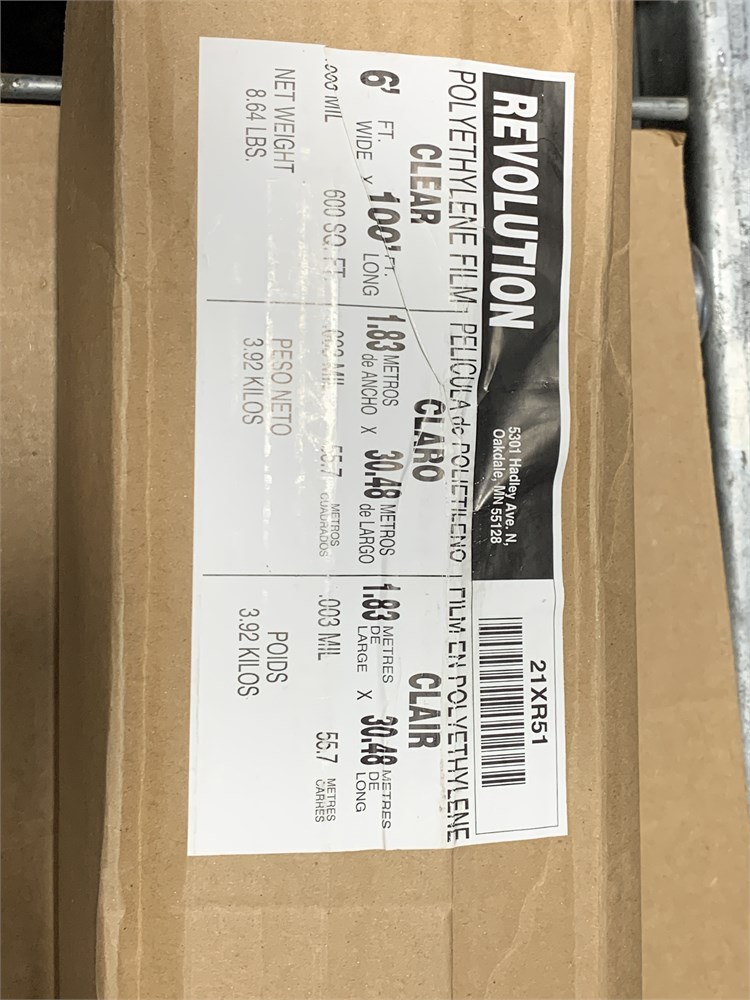 REVOLUTION
5301 Hadley Ave. N,
Oakdale, MN 55128
21XR51
POLYETHYLENE FILM PELICULA de POLIETILENO FILM EN POLYETHYLENE
CLEAR
6' FT. WIDE X 100' FT. LONG
.003 MIL 600 SQ. FT.
NET WEIGHT
8.64 LBS.
CLARO
1.83 METROS de ANCHO X 30.48 METROS de LARGO
.003 MIL 55.7 METROS CUADRADOS
PESO NETO
3.92 KILOS
CLAIR
1.83 METRES DE LARGE X 30.48 METRES DE LONG
.003 MIL 55.7 METRES CARRES
POIDS
3.92 KILOS